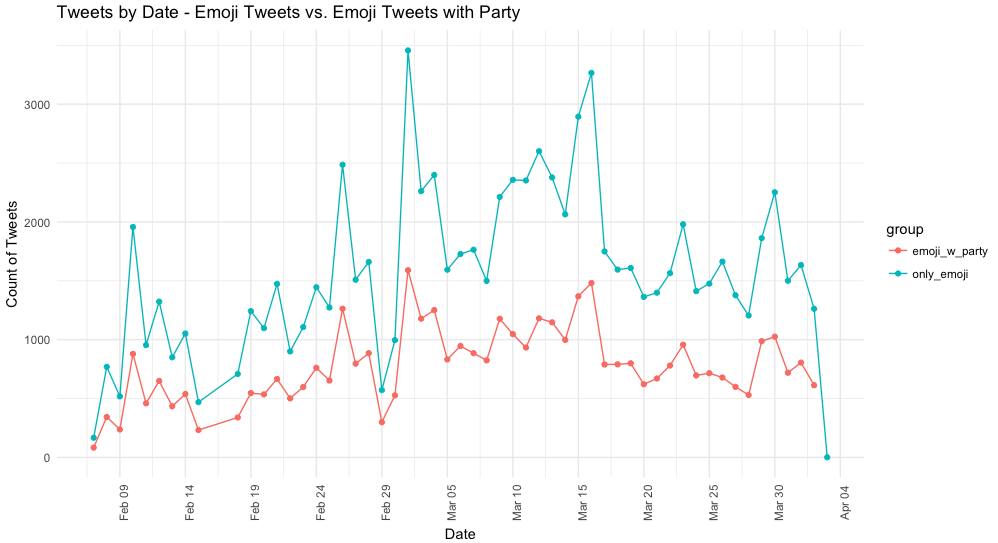 Tweets by Date - Emoji Tweets vs. Emoji Tweets with Party
Count of Tweets
3000
2000
1000
0
Feb 09
Feb 14
Feb 19
Feb 24
Feb 29
Mar 05
Mar 10
Mar 15
Mar 20
Mar 25
Mar 30
Apr 04
Date
group
emoji_w_party
only_emoji